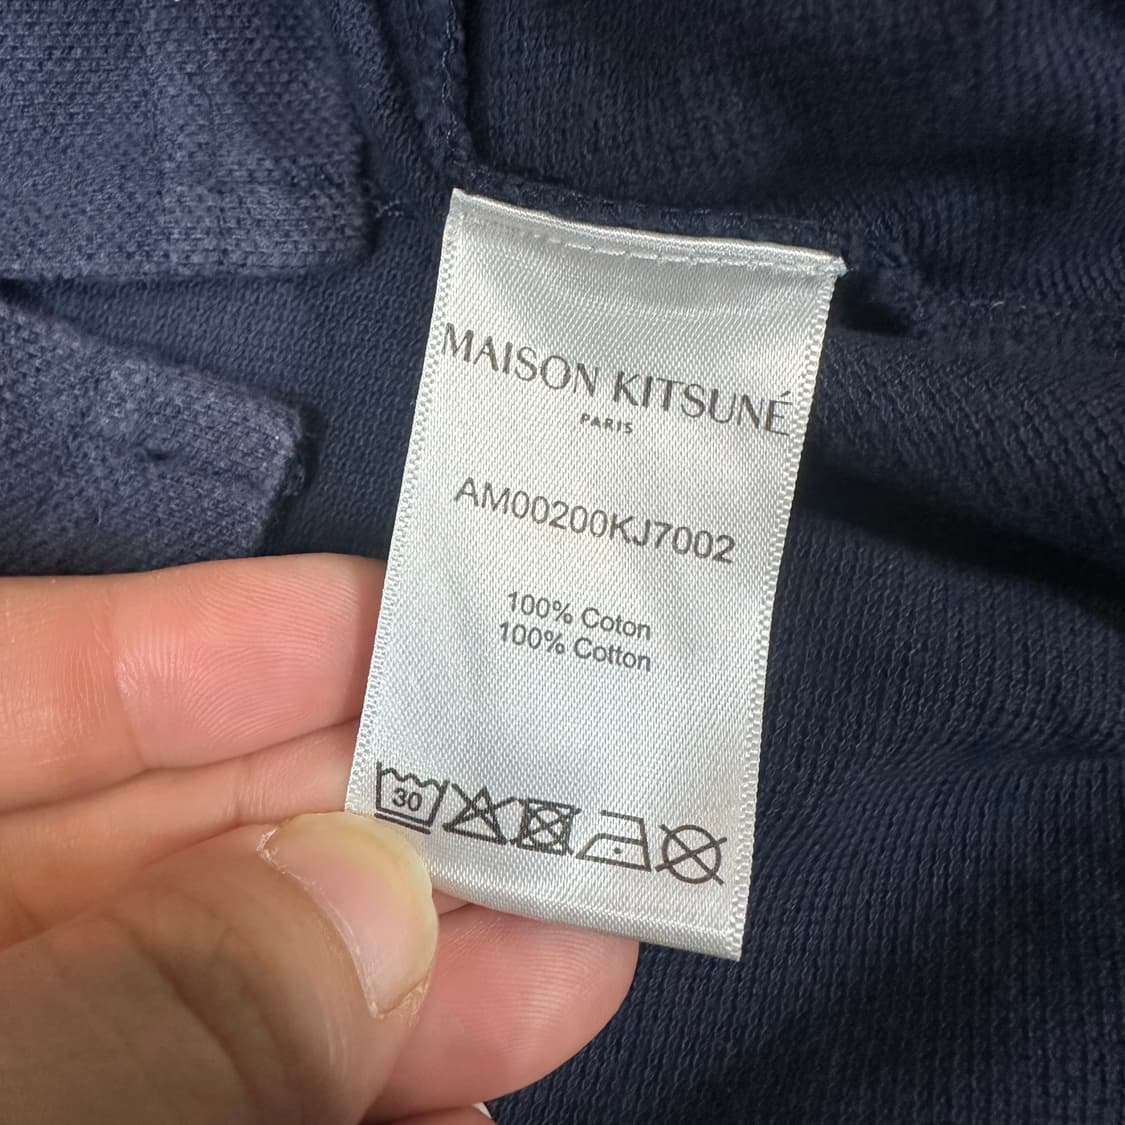 MAISON KITSUNÉ
PARIS
AM00200KJ7002
100% Coton
100% Cotton
30